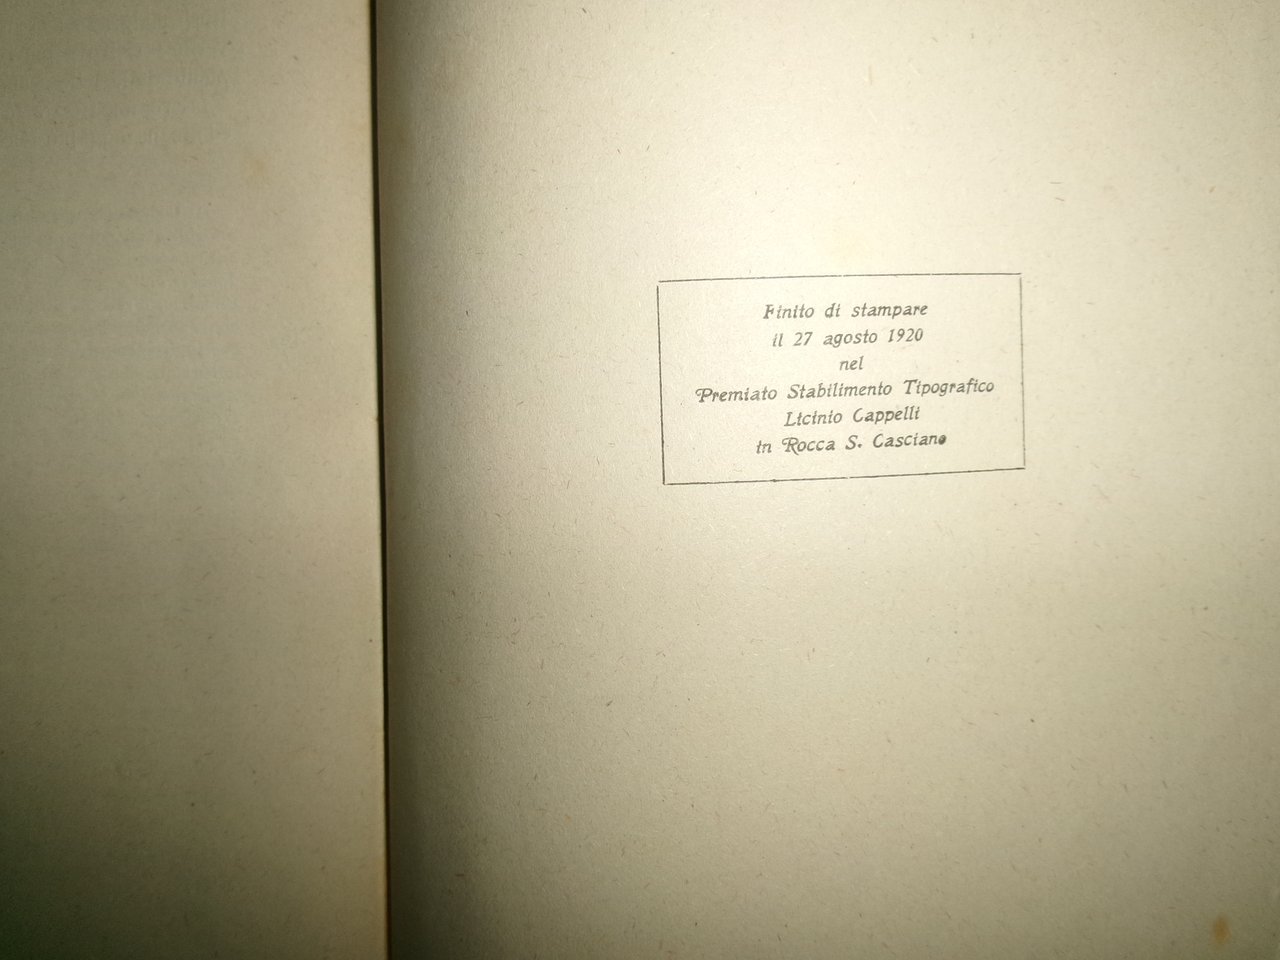 Finito di stampare
il 27 agosto 1920
nel
Premiato Stabilimento Tipografico
Licinio Cappelli
in Rocca S. Casciano